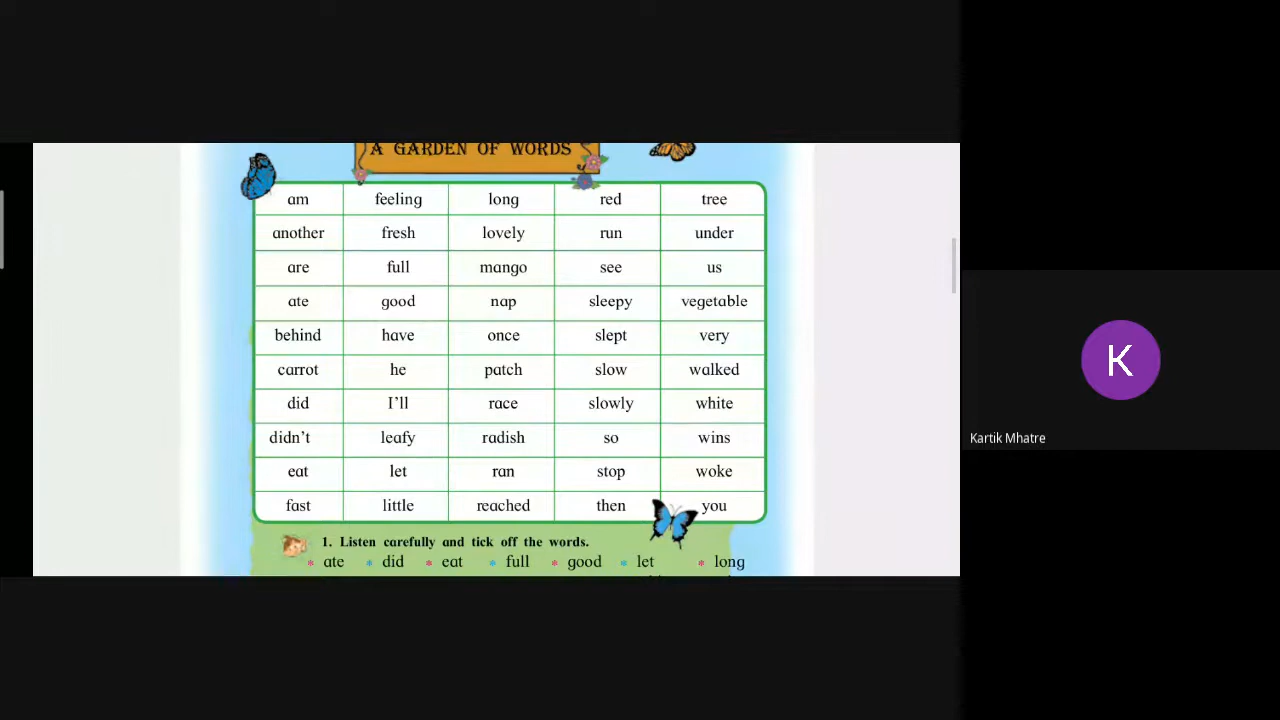 A GARDEN OF WORDS
am feeling long red tree
another fresh lovely run under
are full mango see us
ate good nap sleepy vegetable
behind have once slept very
carrot he patch slow walked
did I'll race slowly white
didn't leafy radish so wins
eat let ran stop woke
fast little reached then you
1. Listen carefully and tick off the words.
* ate * did * eat * full * good * let * long
K
Kartik Mhatre